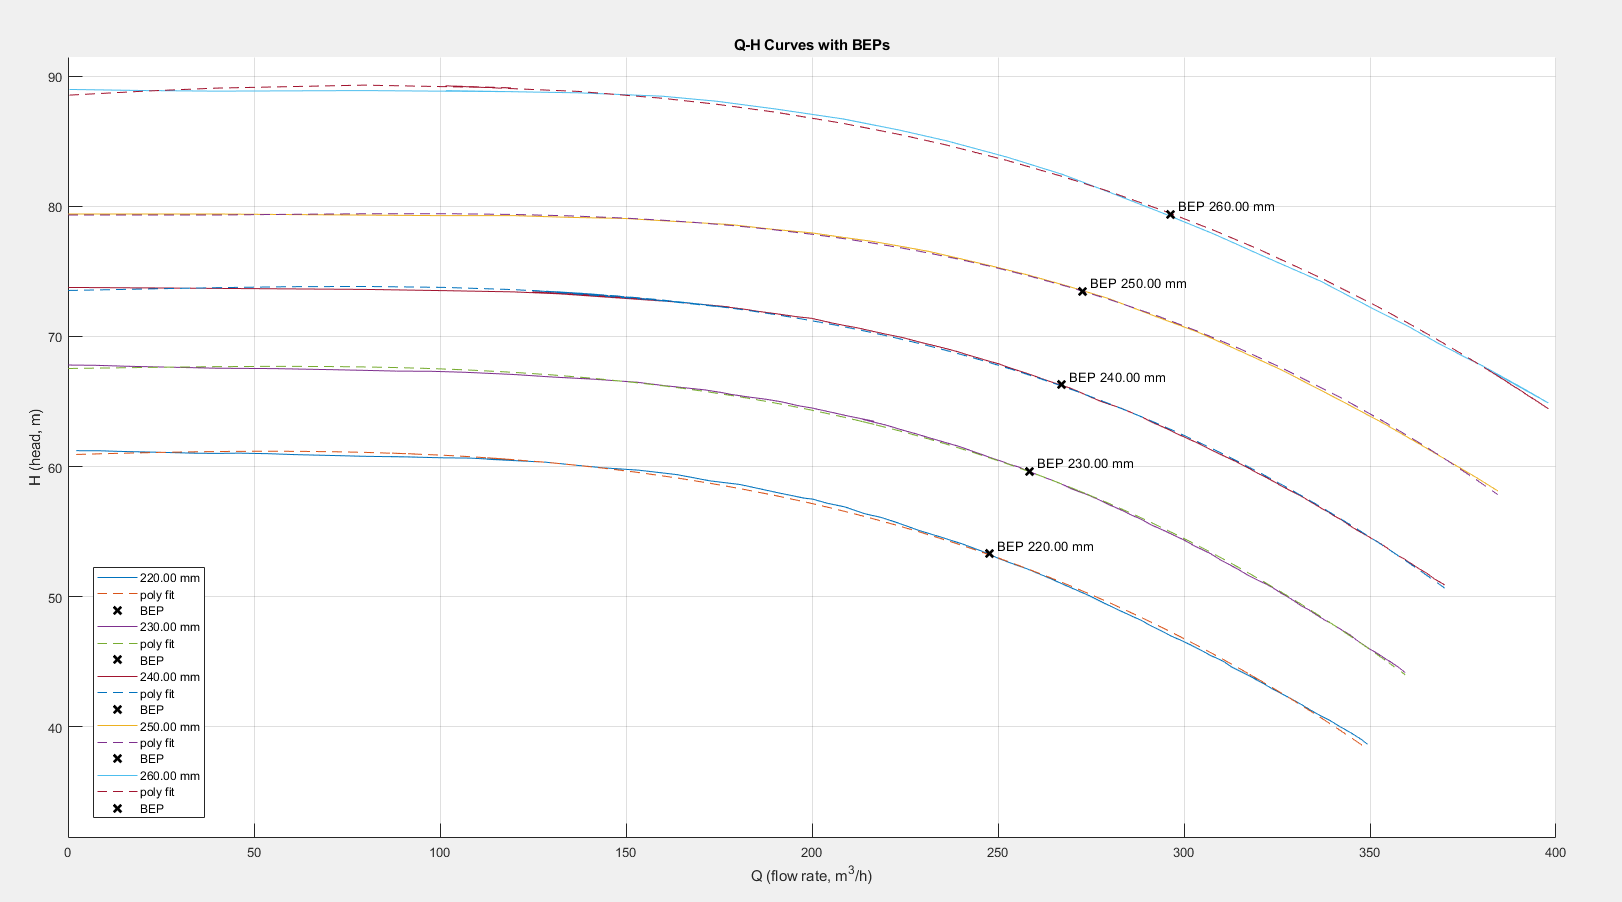 Q-H Curves with BEPs
90
80
70
60
50
40
H (head, m)
BEP 260.00 mm
BEP 250.00 mm
BEP 240.00 mm
BEP 230.00 mm
BEP 220.00 mm
220.00 mm
poly fit
BEP
230.00 mm
poly fit
BEP
240.00 mm
poly fit
BEP
250.00 mm
poly fit
BEP
260.00 mm
poly fit
BEP
0 50 100 150 200 250 300 350 400
Q (flow rate, m³/h)